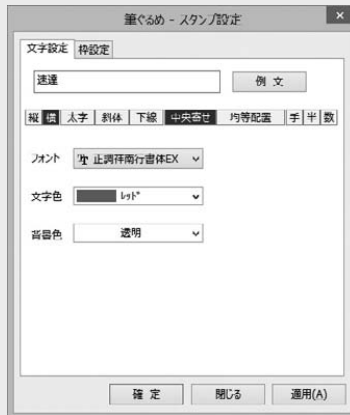 筆ぐるめ - スタンプ設定
文字設定 枠設定
速達 例 文
縦 横 太字 斜体 下線 中央寄せ 均等配置 手 半 数
フォント 正調祥南行書体EX
文字色 ﾚｯﾄﾞ
背景色 透明
確 定 閉じる 適用(A)